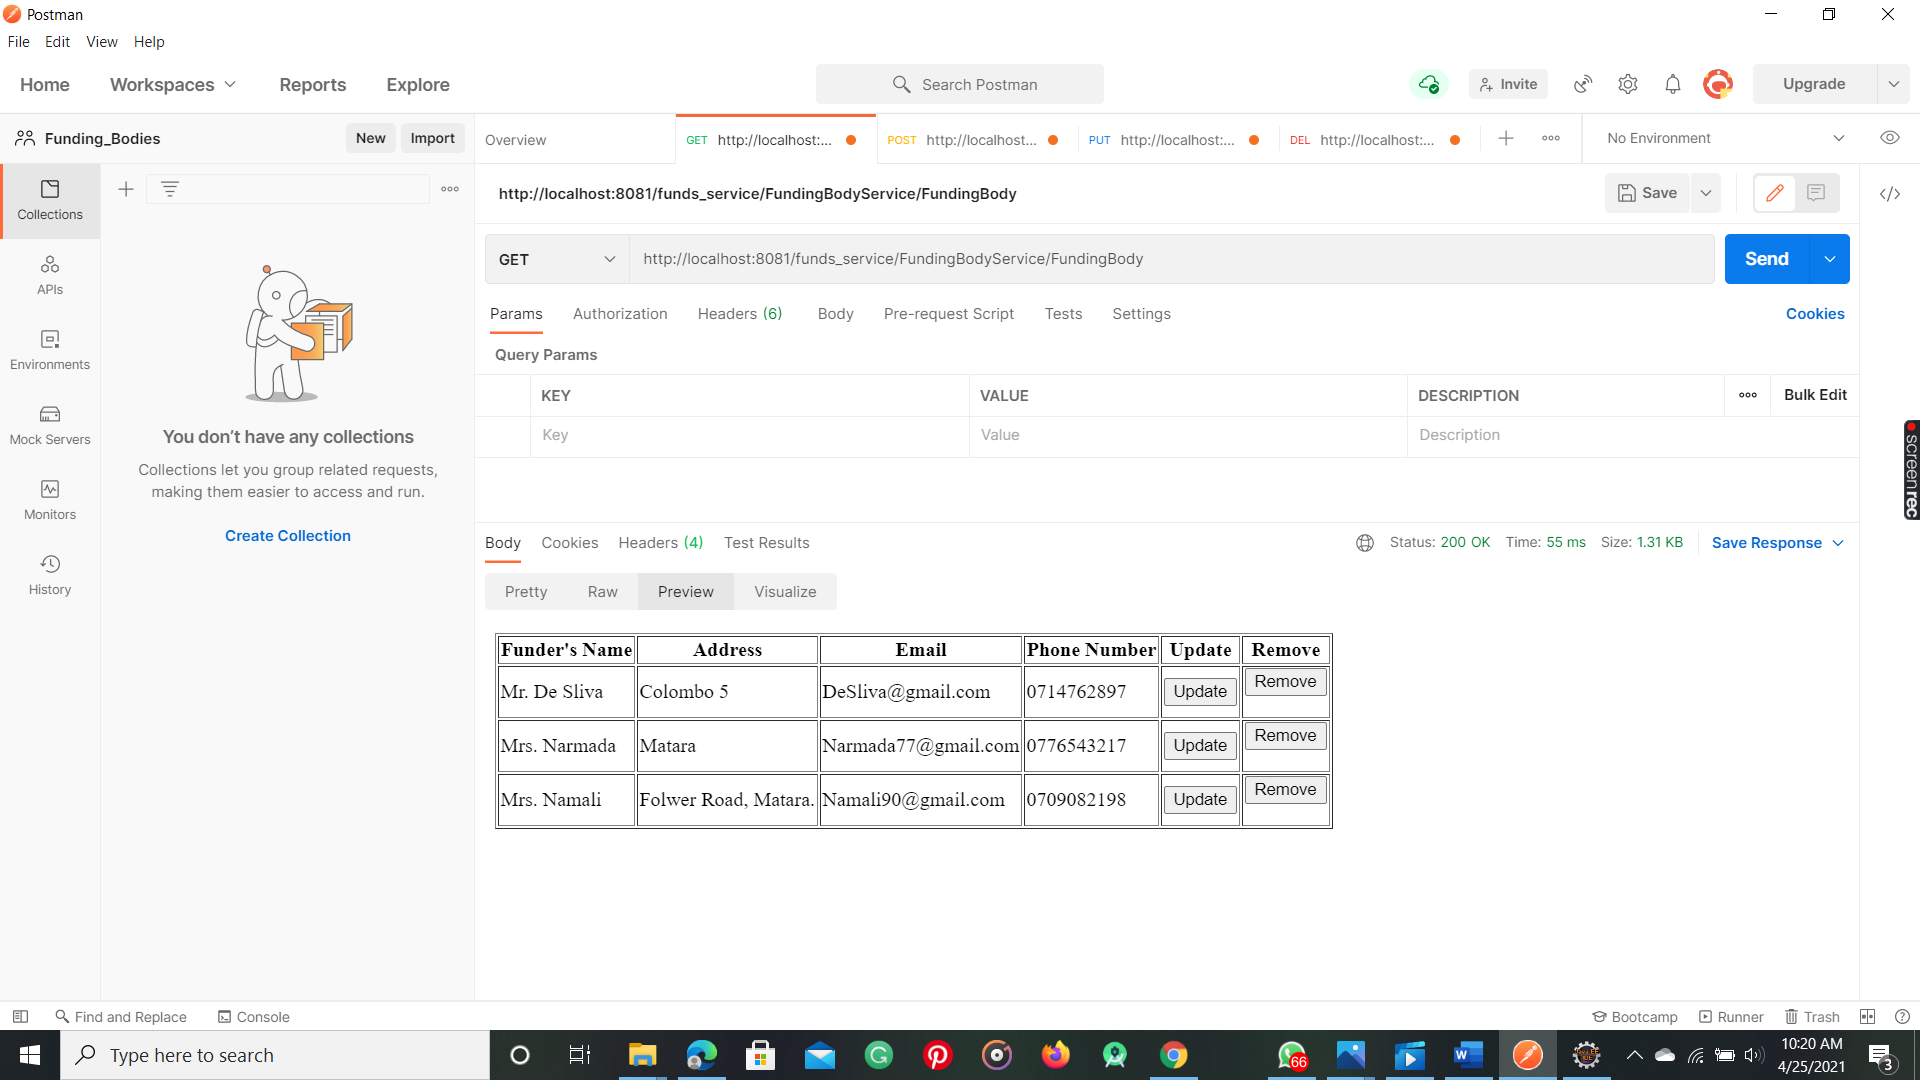 Postman
File Edit View Help
Home Workspaces Reports Explore Search Postman Invite Upgrade
Funding_Bodies New Import Overview GET http://localhost:... POST http://localhost... PUT http://localhost:... DEL http://localhost:... No Environment
http://localhost:8081/funds_service/FundingBodyService/FundingBody Save
Collections
GET http://localhost:8081/funds_service/FundingBodyService/FundingBody Send
APIs
Params Authorization Headers (6) Body Pre-request Script Tests Settings Cookies
Query Params
Environments
KEY VALUE DESCRIPTION Bulk Edit
Key Value Description
Mock Servers
You don't have any collections
Collections let you group related requests,
making them easier to access and run.
Create Collection
screenrec
Monitors
History
Body Cookies Headers (4) Test Results Status: 200 OK Time: 55 ms Size: 1.31 KB Save Response
Pretty Raw Preview Visualize
Funder's Name Address Email Phone Number Update Remove
Mr. De Sliva Colombo 5 DeSliva@gmail.com 0714762897 Update Remove
Mrs. Narmada Matara Narmada77@gmail.com 0776543217 Update Remove
Mrs. Namali Folwer Road, Matara. Namali90@gmail.com 0709082198 Update Remove
Find and Replace Console Bootcamp Runner Trash
Type here to search 66 10:20 AM
4/25/2021 3